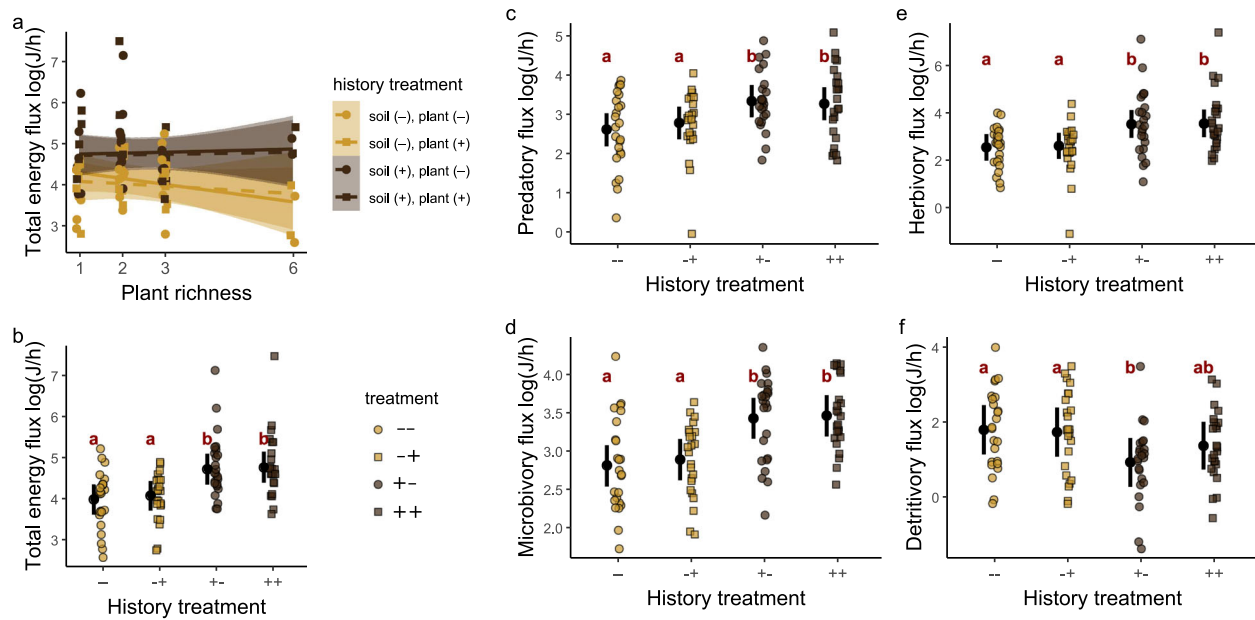 a
Total energy flux log(J/h)
7
6
5
4
3
1
2
3
6
Plant richness
history treatment
soil (–), plant (–)
soil (–), plant (+)
soil (+), plant (–)
soil (+), plant (+)
b
Total energy flux log(J/h)
7
6
5
4
3
a
a
b
b
--
-+
+-
++
History treatment
treatment
--
-+
+-
++
c
Predatory flux log(J/h)
5
4
3
2
1
0
a
a
b
b
--
-+
+-
++
History treatment
d
Microbivory flux log(J/h)
4.0
3.5
3.0
2.5
2.0
a
a
b
b
--
-+
+-
++
History treatment
e
Herbivory flux log(J/h)
6
4
2
0
a
a
b
b
--
-+
+-
++
History treatment
f
Detritivory flux log(J/h)
4
2
0
a
a
b
ab
--
-+
+-
++
History treatment